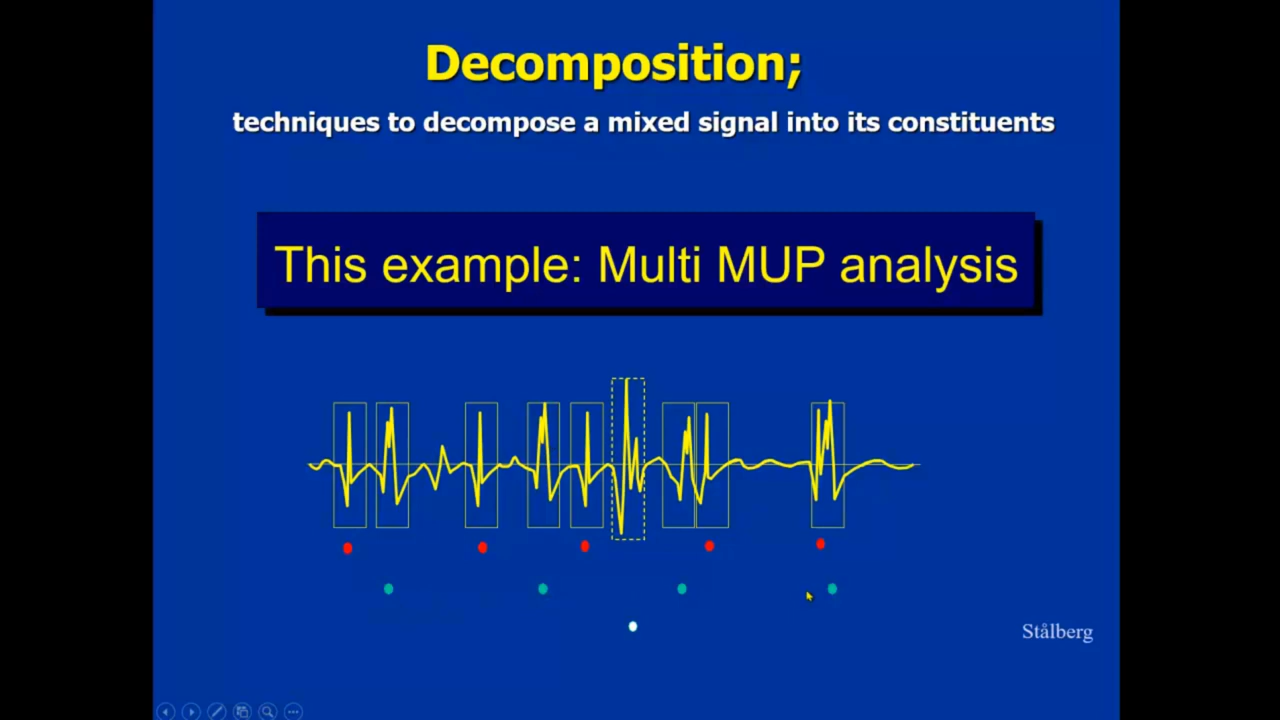 Decomposition;
techniques to decompose a mixed signal into its constituents
This example: Multi MUP analysis
Stålberg